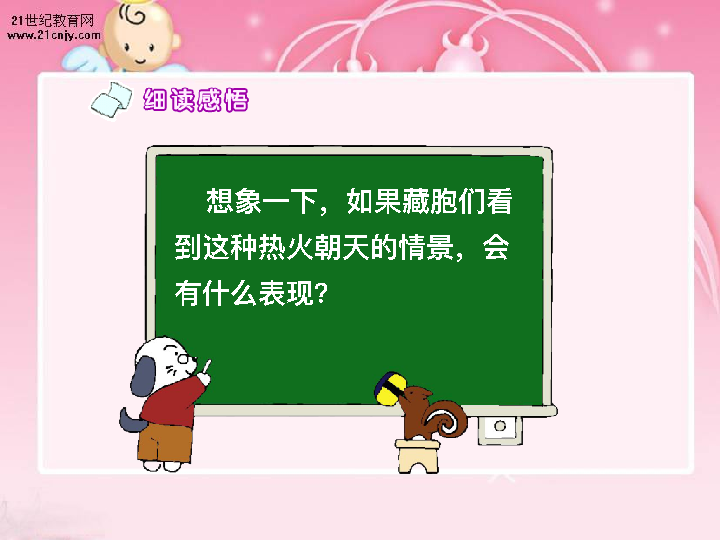 21世纪教育网
www.21cnjy.com
细读感悟
想象一下，如果藏胞们看
到这种热火朝天的情景，会
有什么表现？